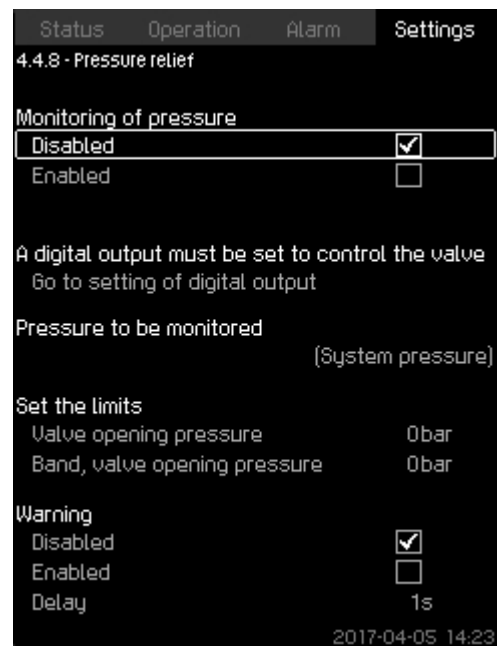 Status Operation Alarm Settings
4.4.8 - Pressure relief
Monitoring of pressure
Disabled
Enabled
A digital output must be set to control the valve
Go to setting of digital output
Pressure to be monitored
(System pressure)
Set the limits
Valve opening pressure 0bar
Band, valve opening pressure 0bar
Warning
Disabled
Enabled
Delay 1s
2017-04-05 14:23